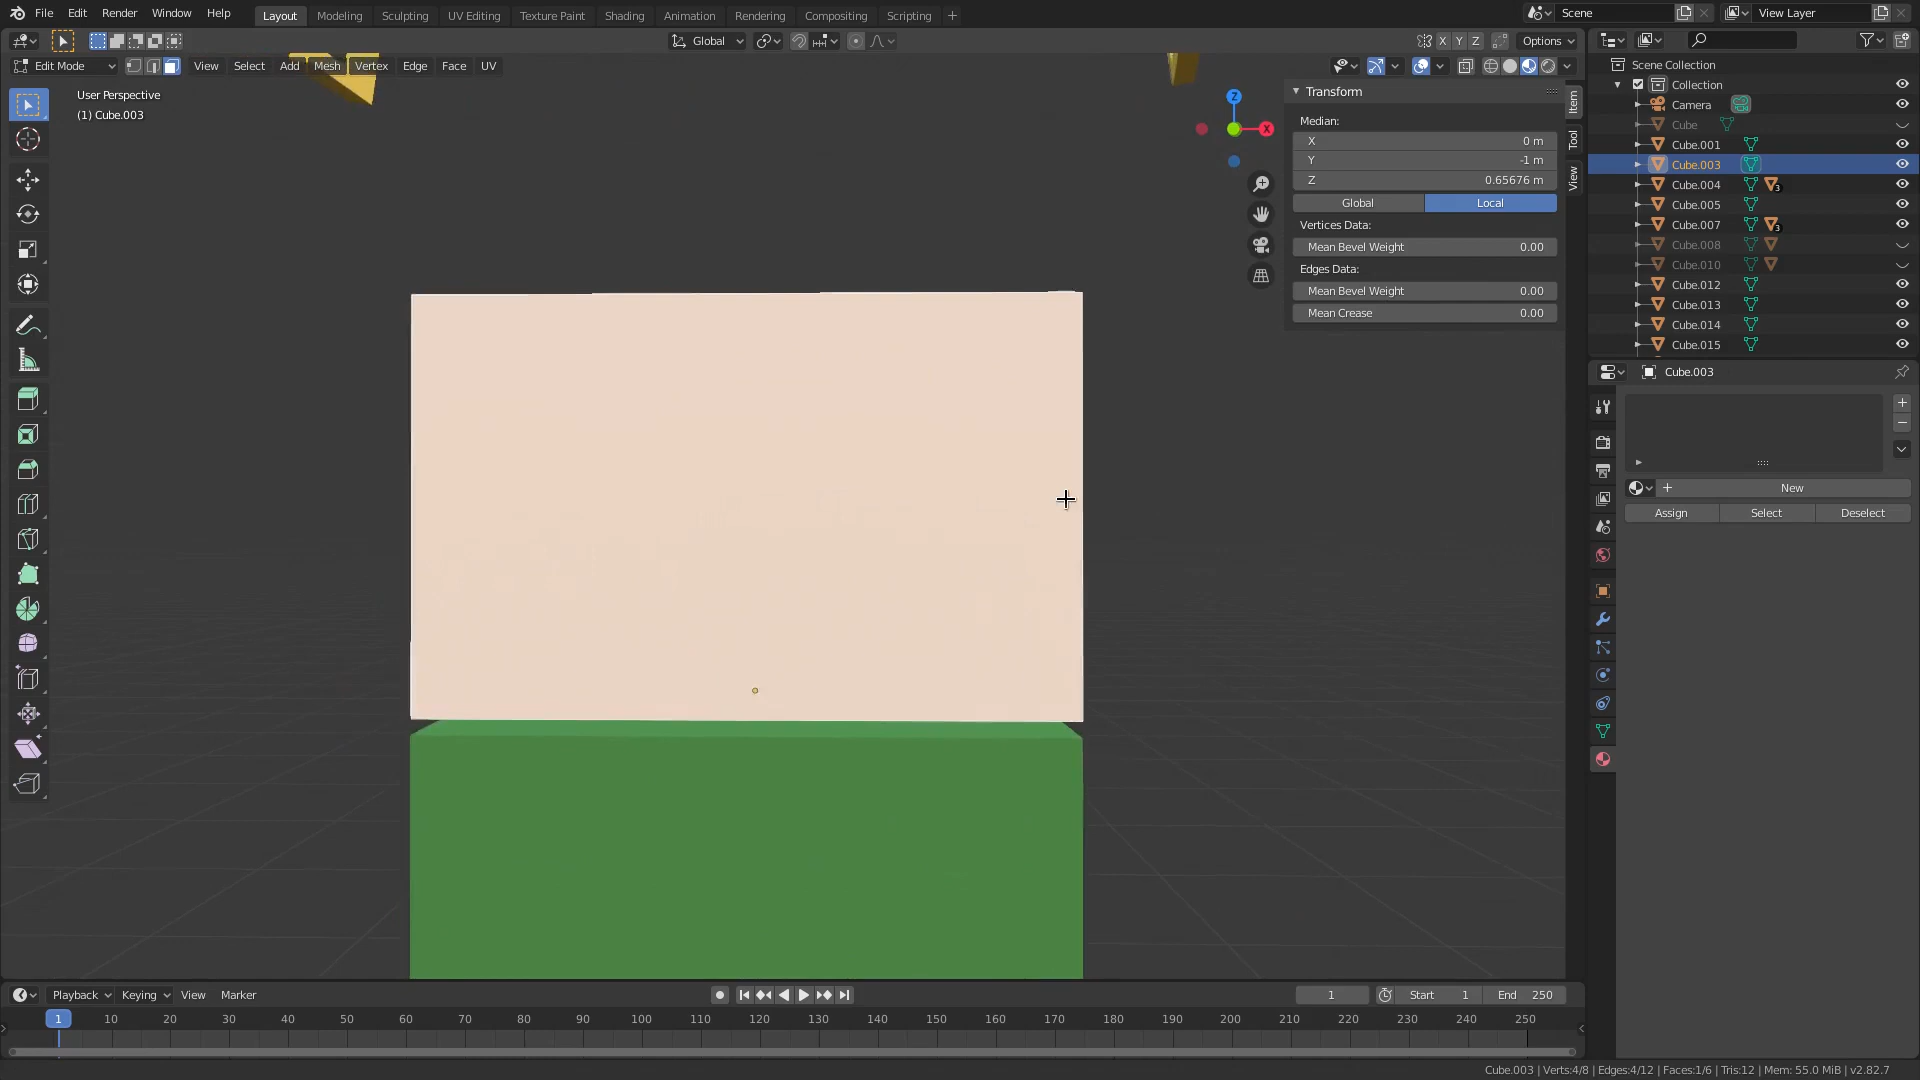 File Edit Render Window Help Layout Modeling Sculpting UV Editing Texture Paint Shading Animation Rendering Compositing Scripting + Scene View Layer
Global X Y Z Options
Edit Mode View Select Add Mesh Vertex Edge Face UV
User Perspective
(1) Cube.003
Z
X
Transform
Median:
X 0 m
Y -1 m
Z 0.65676 m
Global Local
Vertices Data:
Mean Bevel Weight 0.00
Edges Data:
Mean Bevel Weight 0.00
Mean Crease 0.00
Item
Tool
View
Scene Collection
Collection
Camera
Cube
Cube.001
Cube.003
Cube.004 3
Cube.005
Cube.007 3
Cube.008
Cube.010
Cube.012
Cube.013
Cube.014
Cube.015
Cube.003
New
Assign Select Deselect
Playback Keying View Marker 1 Start 1 End 250
1 10 20 30 40 50 60 70 80 90 100 110 120 130 140 150 160 170 180 190 200 210 220 230 240 250
Cube.003 | Verts:4/8 | Edges:4/12 | Faces:1/6 | Tris:12 | Mem: 55.0 MiB | v2.82.7